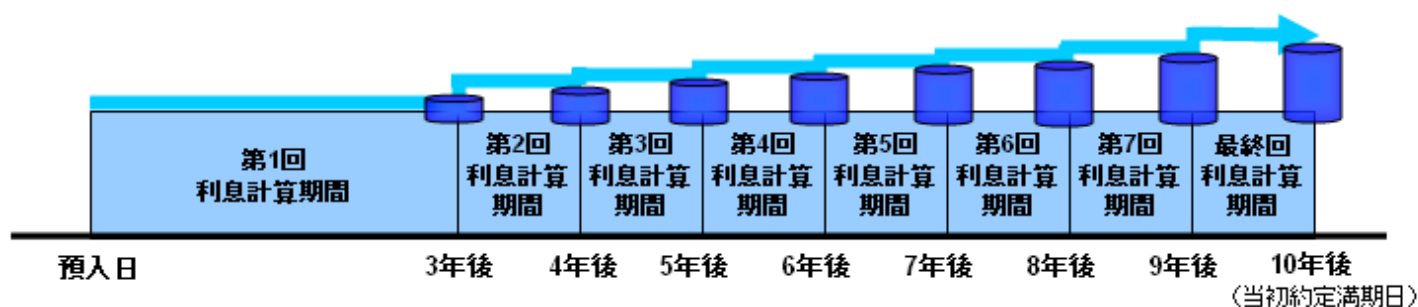 第1回
利息計算期間
第2回
利息計算
期間
第3回
利息計算
期間
第4回
利息計算
期間
第5回
利息計算
期間
第6回
利息計算
期間
第7回
利息計算
期間
最終回
利息計算
期間
預入日
3年後
4年後
5年後
6年後
7年後
8年後
9年後
10年後
（当初約定満期日）